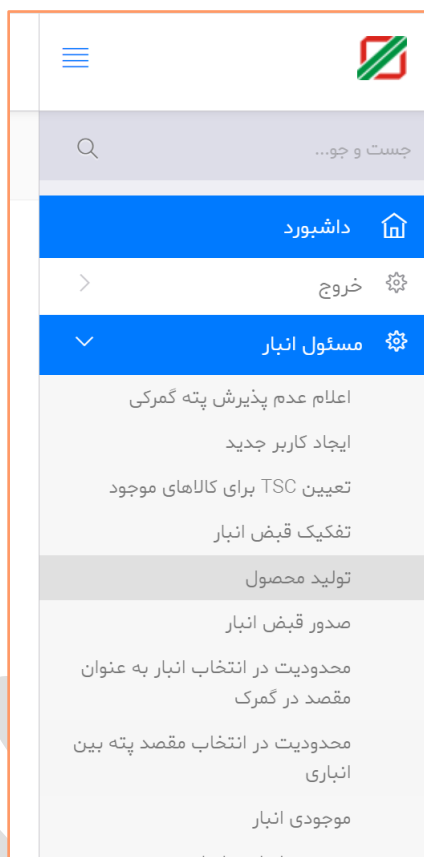 جست و جو...
داشبورد
خروج
مسئول انبار
اعلام عدم پذیرش پته گمرکی
ایجاد کاربر جدید
تعیین TSC برای کالاهای موجود
تفکیک قبض انبار
تولید محصول
صدور قبض انبار
محدودیت در انتخاب انبار به عنوان
مقصد در گمرک
محدودیت در انتخاب مقصد پته بین
انباری
موجودی انبار